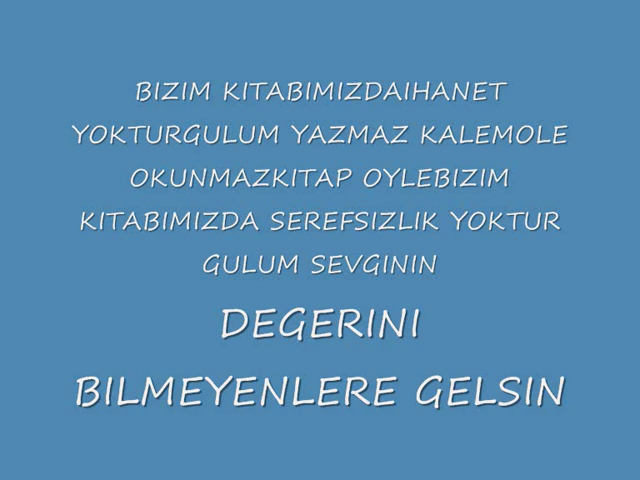 BIZIM KITABIMIZDAIHANET
YOKTURGULUM YAZMAZ KALEMOLE
OKUNMAZKITAP OYLEBIZIM
KITABIMIZDA SEREFSIZLIK YOKTUR
GULUM SEVGININ
DEGERINI
BILMEYENLERE GELSIN